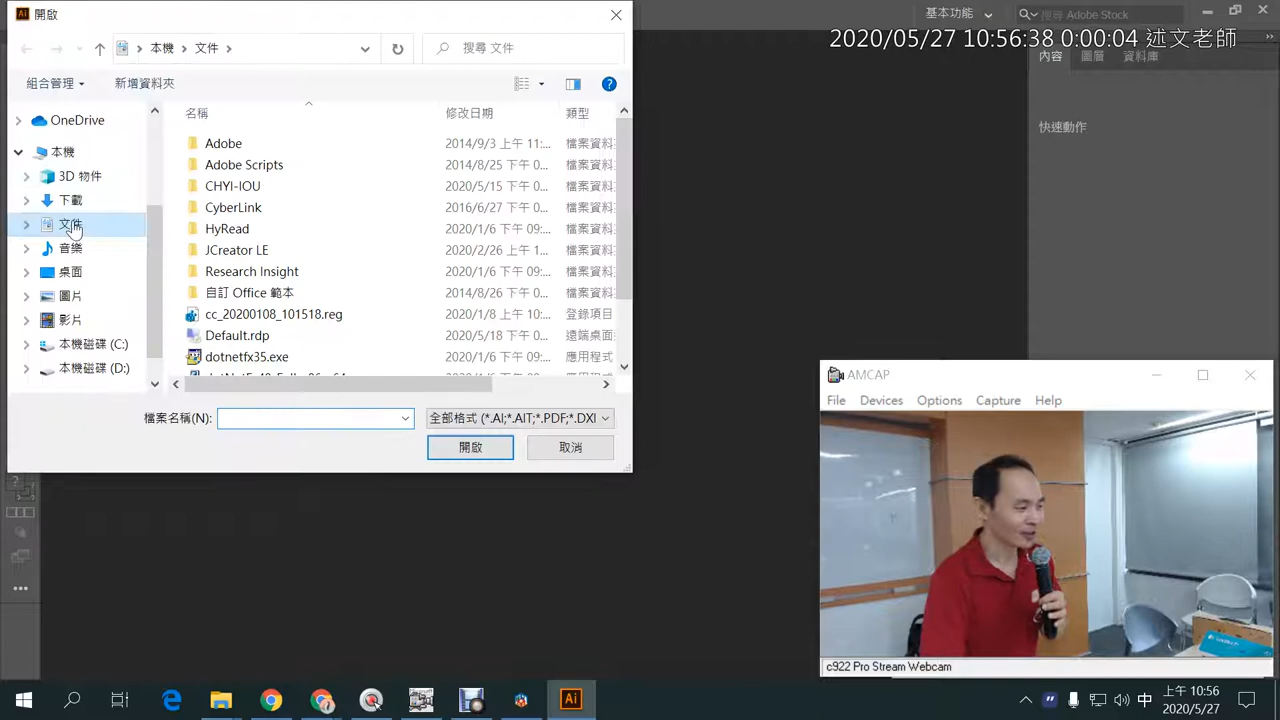 Ai 開啟
基本功能
搜尋 Adobe Stock
2020/05/27 10:56:38 0:00:04 述文老師
本機 文件
搜尋 文件
內容 圖層 資料庫
組合管理 新增資料夾
名稱 修改日期 類型
快速動作
OneDrive
本機
3D 物件
下載
文件
音樂
桌面
圖片
影片
本機磁碟 (C:)
本機磁碟 (D:)
Adobe 2014/9/3 上午 11:... 檔案資料
Adobe Scripts 2014/8/25 下午 0... 檔案資料
CHYI-IOU 2020/5/15 下午 0... 檔案資料
CyberLink 2016/6/27 下午 0... 檔案資料
HyRead 2020/1/6 下午 09:... 檔案資料
JCreator LE 2020/2/26 上午 1... 檔案資料
Research Insight 2020/1/6 下午 09:... 檔案資料
自訂 Office 範本 2014/8/26 下午 0... 檔案資料
cc_20200108_101518.reg 2020/1/8 上午 10:... 登錄項目
Default.rdp 2020/5/18 下午 0... 遠端桌面
dotnetfx35.exe 2020/1/6 下午 09:... 應用程式
檔案名稱(N):
全部格式 (*.AI;*.AIT;*.PDF;*.DXI
開啟 取消
AMCAP
File Devices Options Capture Help
c922 Pro Stream Webcam
Ai
中
上午 10:56
2020/5/27